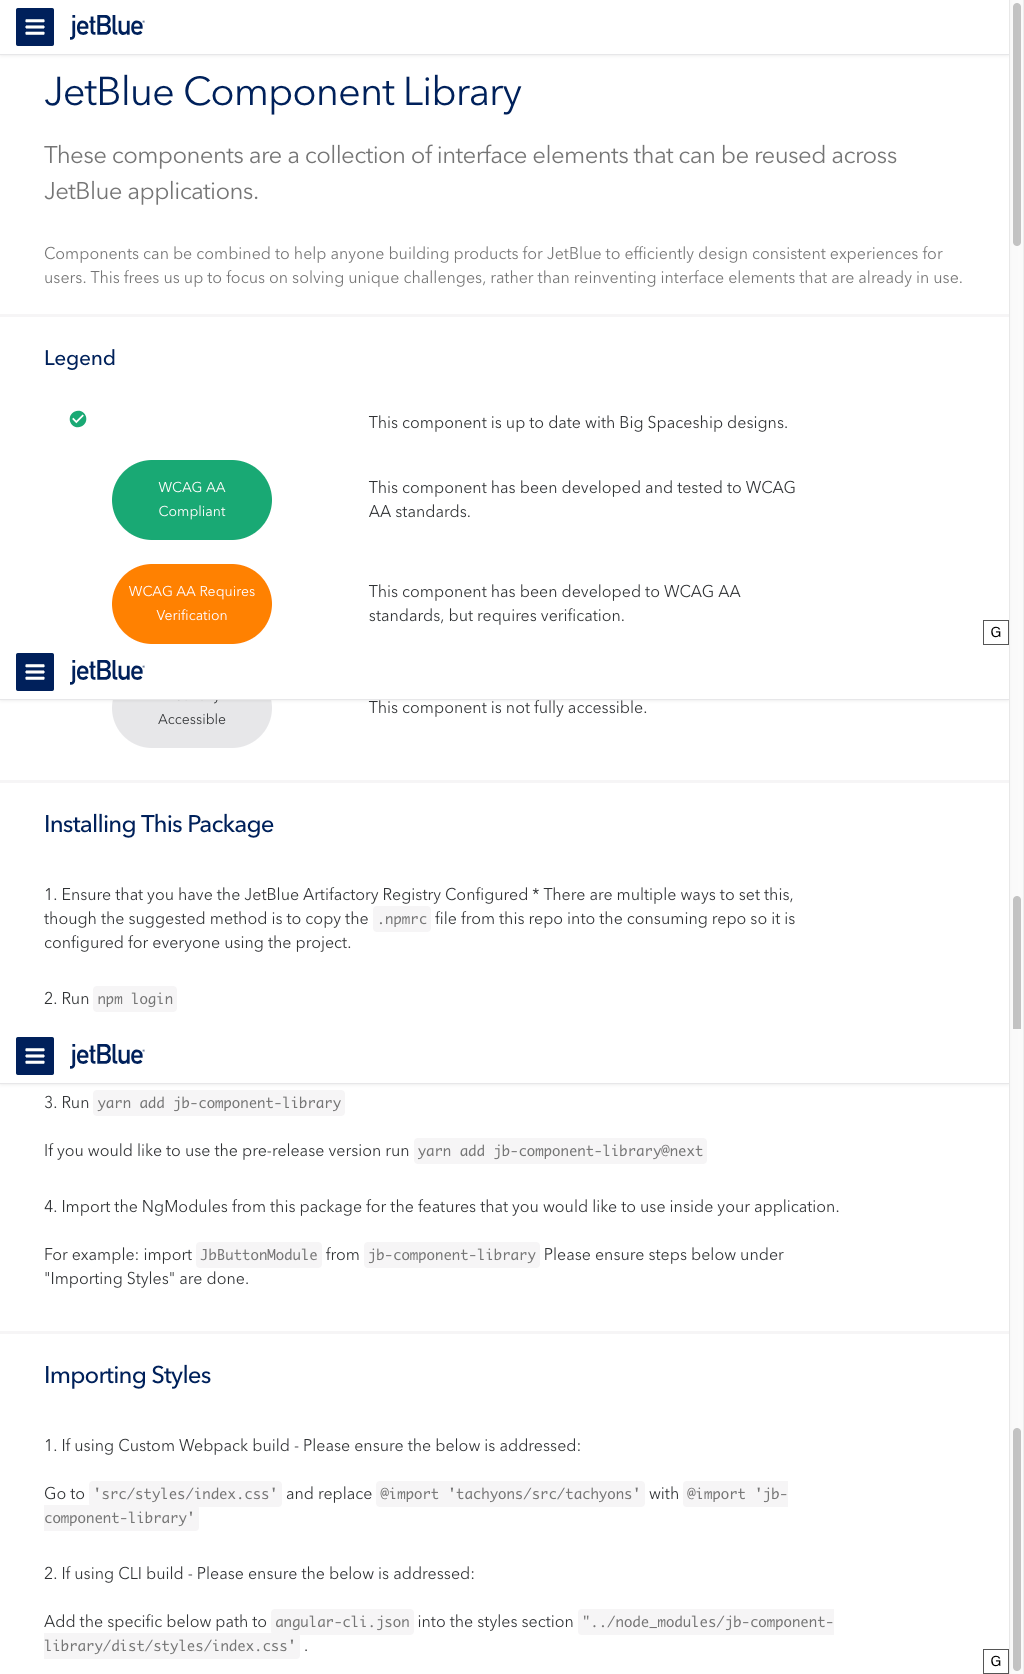 jetBlue
JetBlue Component Library
These components are a collection of interface elements that can be reused across
JetBlue applications.
Components can be combined to help anyone building products for JetBlue to efficiently design consistent experiences for
users. This frees us up to focus on solving unique challenges, rather than reinventing interface elements that are already in use.
Legend
This component is up to date with Big Spaceship designs.
WCAG AA
Compliant
This component has been developed and tested to WCAG
AA standards.
WCAG AA Requires
Verification
This component has been developed to WCAG AA
standards, but requires verification.
G
jetBlue
Accessible
This component is not fully accessible.
Installing This Package
1. Ensure that you have the JetBlue Artifactory Registry Configured * There are multiple ways to set this,
though the suggested method is to copy the .npmrc file from this repo into the consuming repo so it is
configured for everyone using the project.
2. Run npm login
jetBlue
3. Run yarn add jb-component-library
If you would like to use the pre-release version run yarn add jb-component-library@next
4. Import the NgModules from this package for the features that you would like to use inside your application.
For example: import JbButtonModule from jb-component-library Please ensure steps below under
"Importing Styles" are done.
Importing Styles
1. If using Custom Webpack build - Please ensure the below is addressed:
Go to 'src/styles/index.css' and replace @import 'tachyons/src/tachyons' with @import 'jb-
component-library'
2. If using CLI build - Please ensure the below is addressed:
Add the specific below path to angular-cli.json into the styles section "../node_modules/jb-component-
library/dist/styles/index.css' .
G